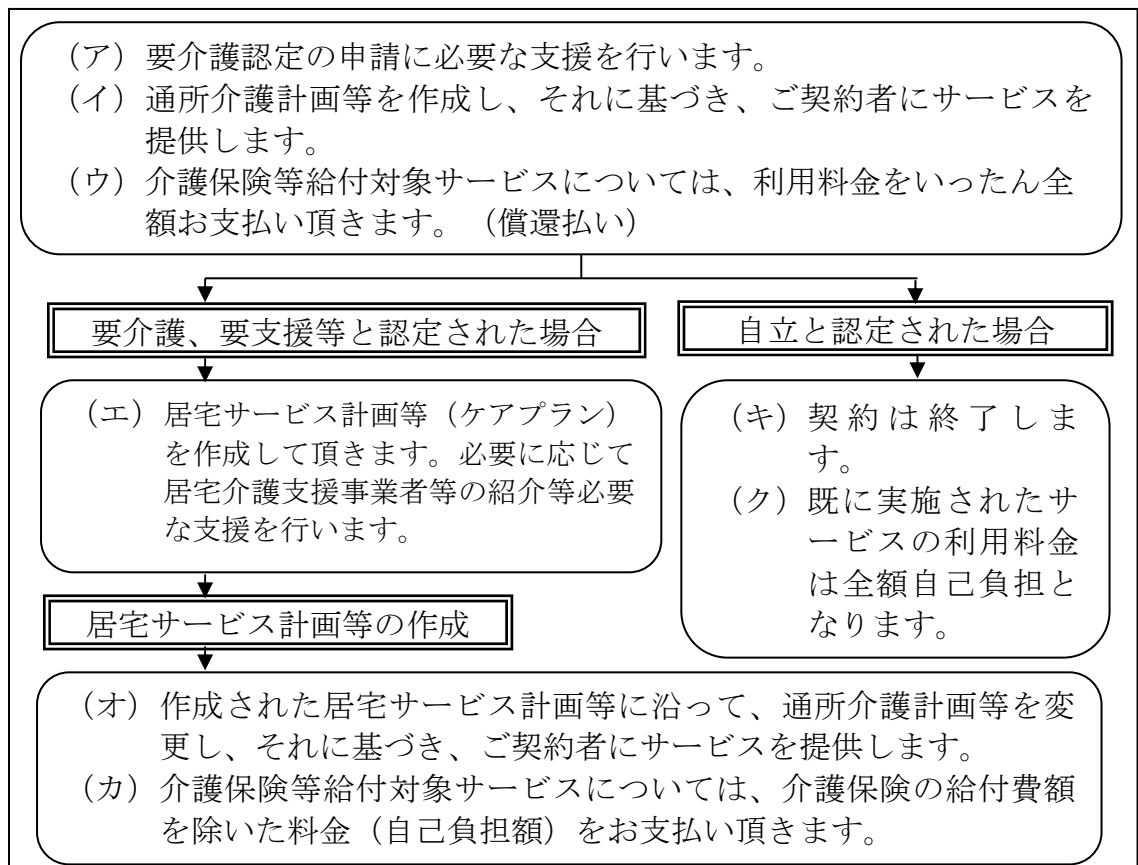 （ア）要介護認定の申請に必要な支援を行います。
（イ）通所介護計画等を作成し、それに基づき、ご契約者にサービスを
提供します。
（ウ）介護保険等給付対象サービスについては、利用料金をいったん全
額お支払い頂きます。（償還払い）
要介護、要支援等と認定された場合
自立と認定された場合
（エ）居宅サービス計画等（ケアプラン）
を作成して頂きます。必要に応じて
居宅介護支援事業者等の紹介等必要
な支援を行います。
（キ）契約は終了しま
す。
（ク）既に実施されたサ
ービスの利用料金
は全額自己負担と
なります。
居宅サービス計画等の作成
（オ）作成された居宅サービス計画等に沿って、通所介護計画等を変
更し、それに基づき、ご契約者にサービスを提供します。
（カ）介護保険等給付対象サービスについては、介護保険の給付費額
を除いた料金（自己負担額）をお支払い頂きます。